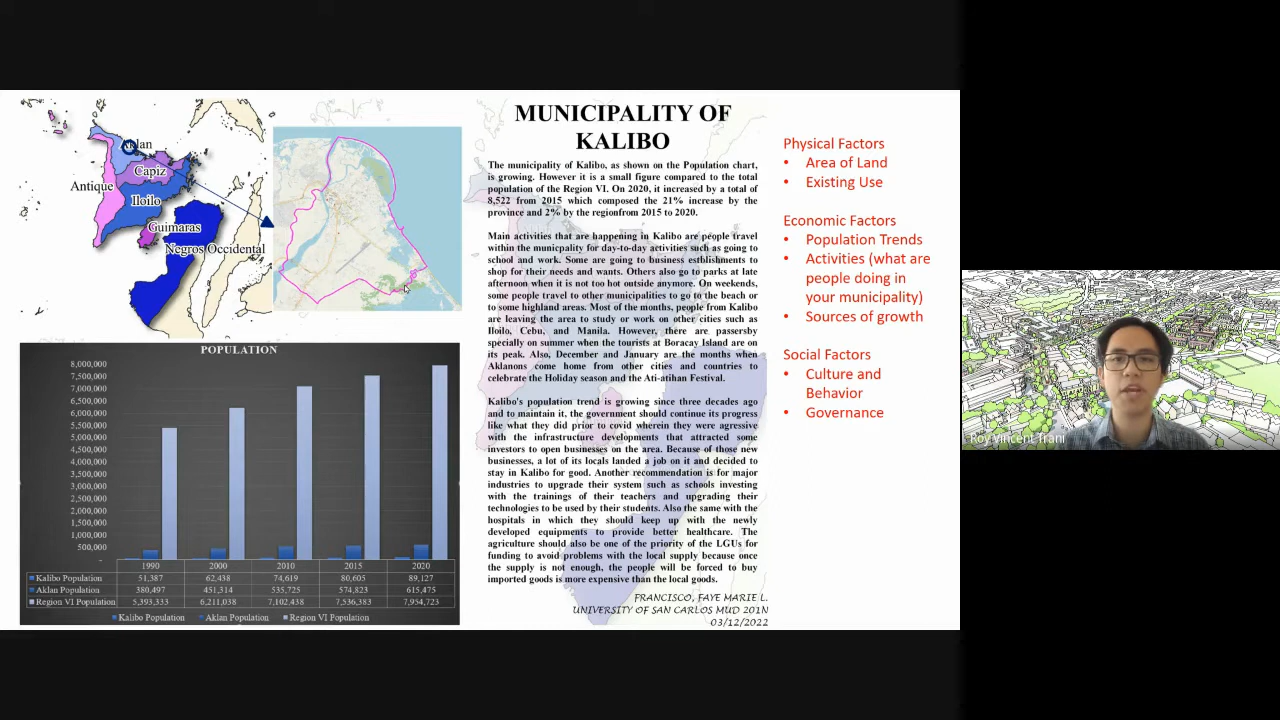 Aklan
Capiz
Antique
Iloilo
Guimaras
Negros Occidental
MUNICIPALITY OF
KALIBO
The municipality of Kalibo, as shown on the Population chart,
is growing. However it is a small figure compared to the total
population of the Region VI. On 2020, it increased by a total of
8,522 from 2015 which composed the 21% increase by the
province and 2% by the regionfrom 2015 to 2020.
Main activities that are happening in Kalibo are people travel
within the municpality for day-to-day activities such as going to
school and work. Some are going to business estblishments to
shop for their needs and wants. Others also go to parks at late
afternoon when it is not too hot outside anymore. On weekends,
some people travel to other municipalities to go to the beach or
to some highland areas. Most of the months, people from Kalibo
are leaving the area to study or work on other cities such as
Iloilo, Cebu, and Manila. However, there are passersby
specially on summer when the tourists at Boracay Island are on
its peak. Also, December and January are the months when
Aklanons come home from other cities and countries to
celebrate the Holiday season and the Ati-atihan Festival.
Kalibo's population trend is growing since three decades ago
and to maintain it, the government should continue its progress
like what they did prior to covid wherein they were agressive
with the infrastructure developments that attracted some
investors to open businesses on the area. Because of those new
businesses, a lot of its locals landed a job on it and decided to
stay in Kalibo for good. Another recommendation is for major
industries to upgrade their system such as schools investing
with the trainings of their teachers and upgrading their
technologies to be used by their students. Also the same with the
hospitals in which they should keep up with the newly
developed equipments to provide better healthcare. The
agriculture should also be one of the priority of the LGUs for
funding to avoid problems with the local supply because once
the supply is not enough, the people will be forced to buy
imported goods is more expensive than the local goods.
FRANCISCO, FAYE MARIE L.
UNIVERSITY OF SAN CARLOS MUD 201N
03/12/2022
Physical Factors
• Area of Land
• Existing Use
Economic Factors
• Population Trends
• Activities (what are
people doing in
your municipality)
• Sources of growth
Social Factors
• Culture and
Behavior
• Governance
POPULATION
8,000,000
7,500,000
7,000,000
6,500,000
6,000,000
5,500,000
5,000,000
4,500,000
4,000,000
3,500,000
3,000,000
2,500,000
2,000,000
1,500,000
1,000,000
500,000
-
1990 2000 2010 2015 2020
Kalibo Population 51,387 62,438 74,619 80,605 89,127
Aklan Population 380,497 451,314 535,725 574,823 615,475
Region VI Population 5,393,333 6,211,038 7,102,438 7,536,383 7,954,723
Kalibo Population Aklan Population Region VI Population
Roy Vincent Trani